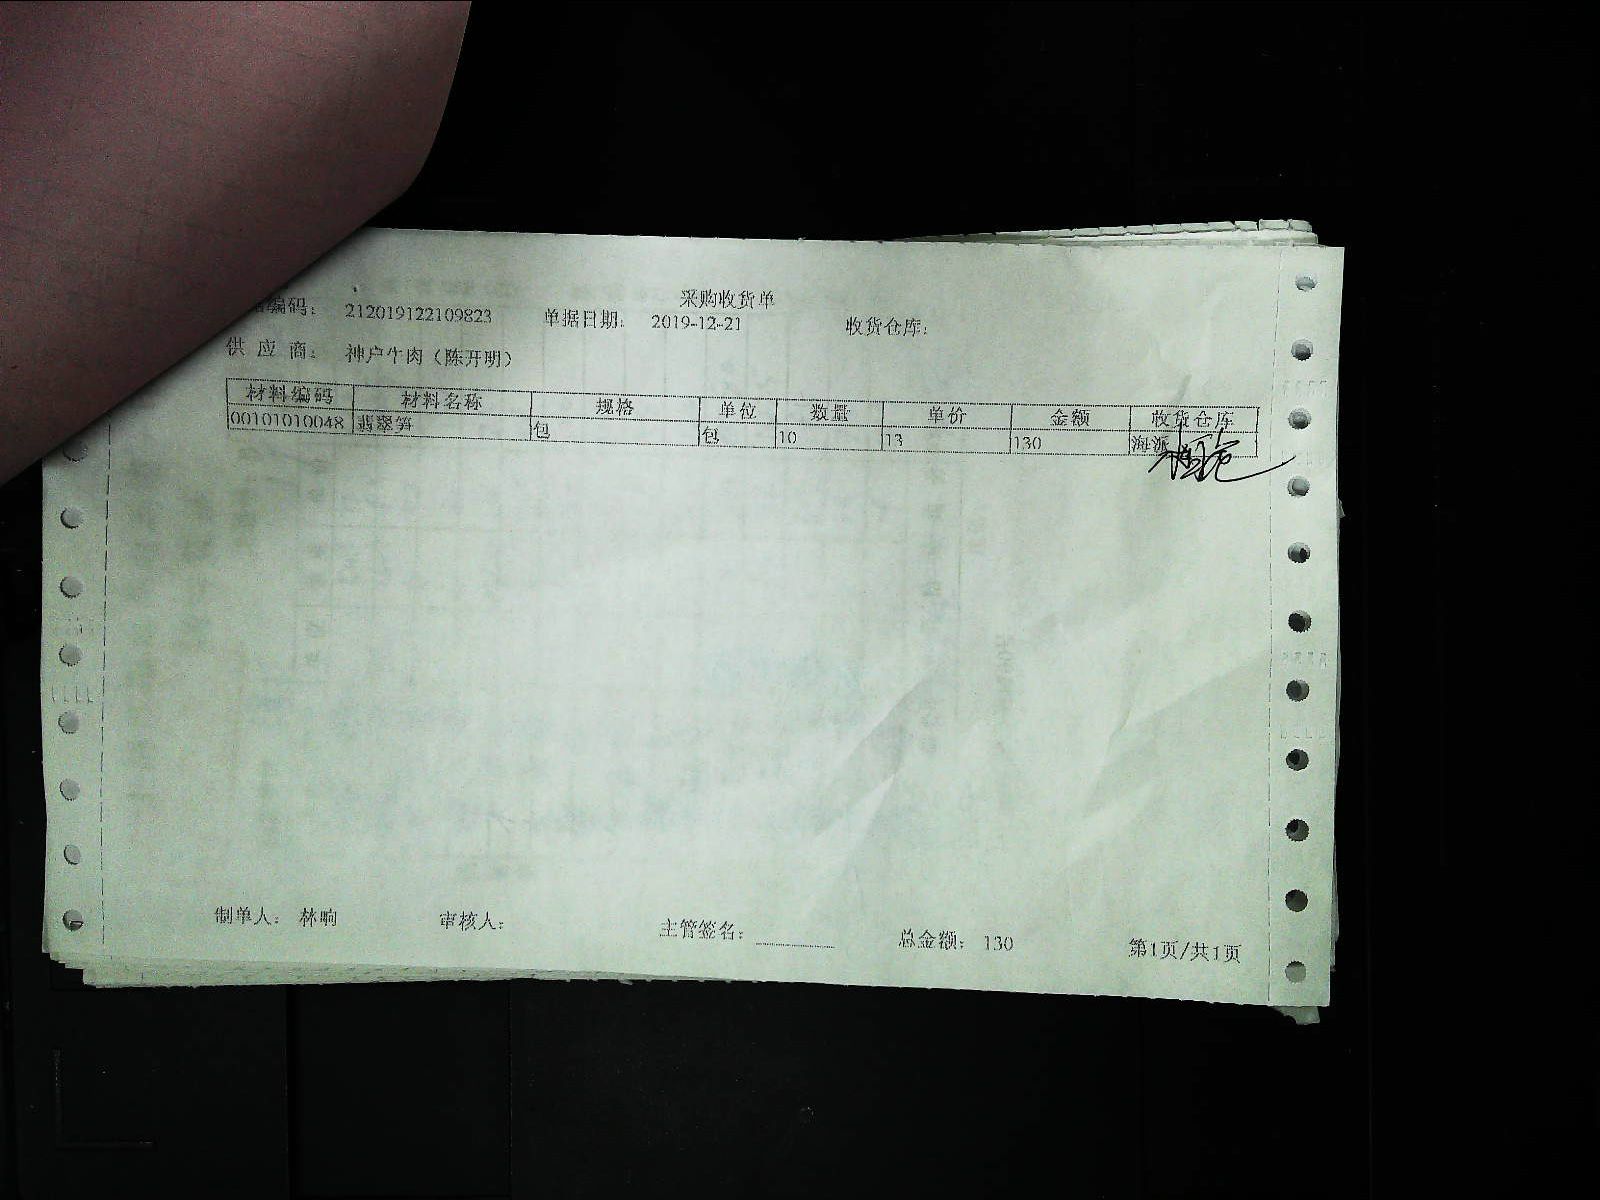 采购收货单
编码： 212019122109823 单据日期： 2019-12-21 收货仓库：
供 应 商： 神户牛肉（陈开明）
材料编码 材料名称 规格 单位 数量 单价 金额 收货仓库
00101010048 翡翠笋 包 包 10 13 130 海派
制单人： 林响 审核人： 主管签名： 总金额： 130 第1页/共1页